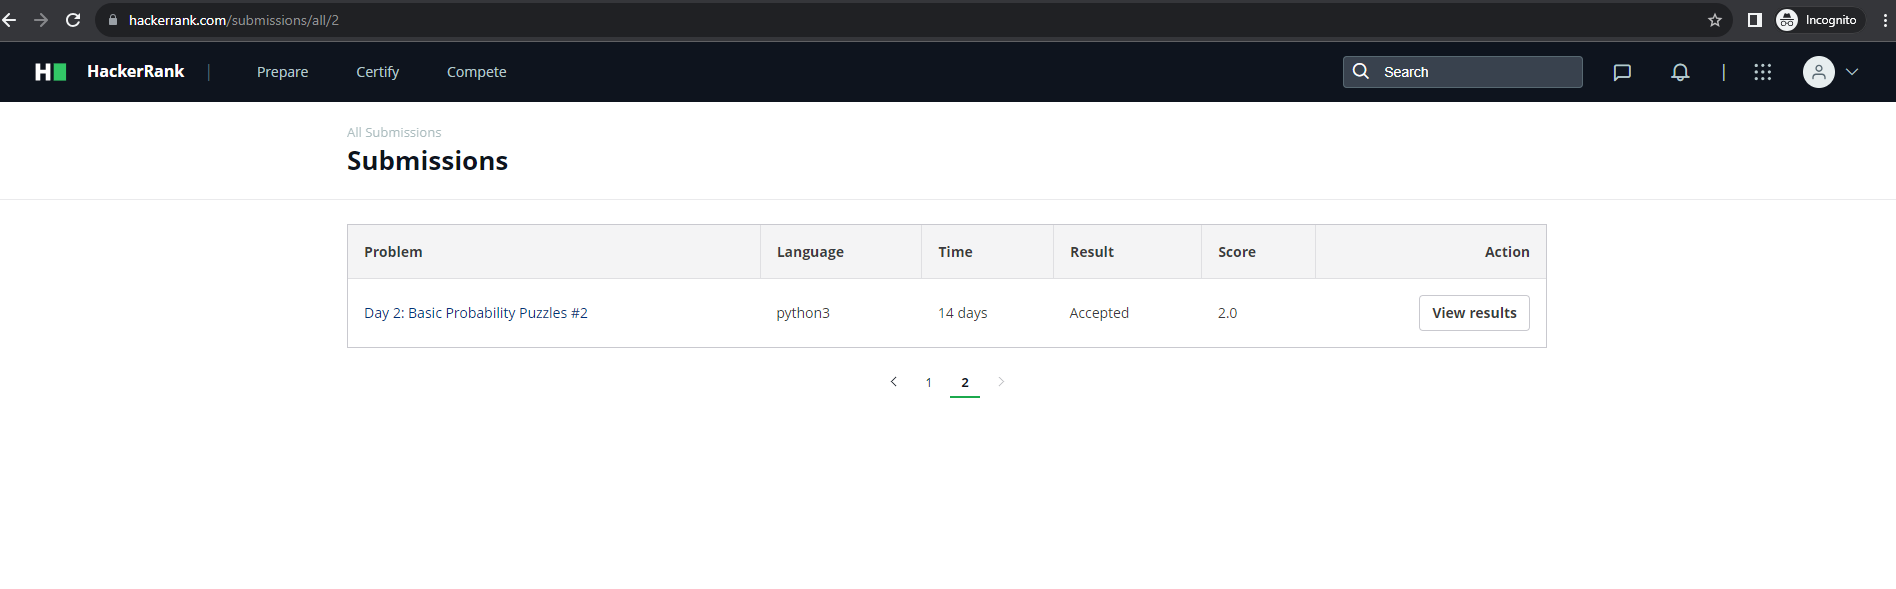 hackerrank.com/submissions/all/2 Incognito
H HackerRank | Prepare Certify Compete Search |
All Submissions
Submissions
Problem Language Time Result Score Action
Day 2: Basic Probability Puzzles #2 python3 14 days Accepted 2.0 View results
1 2